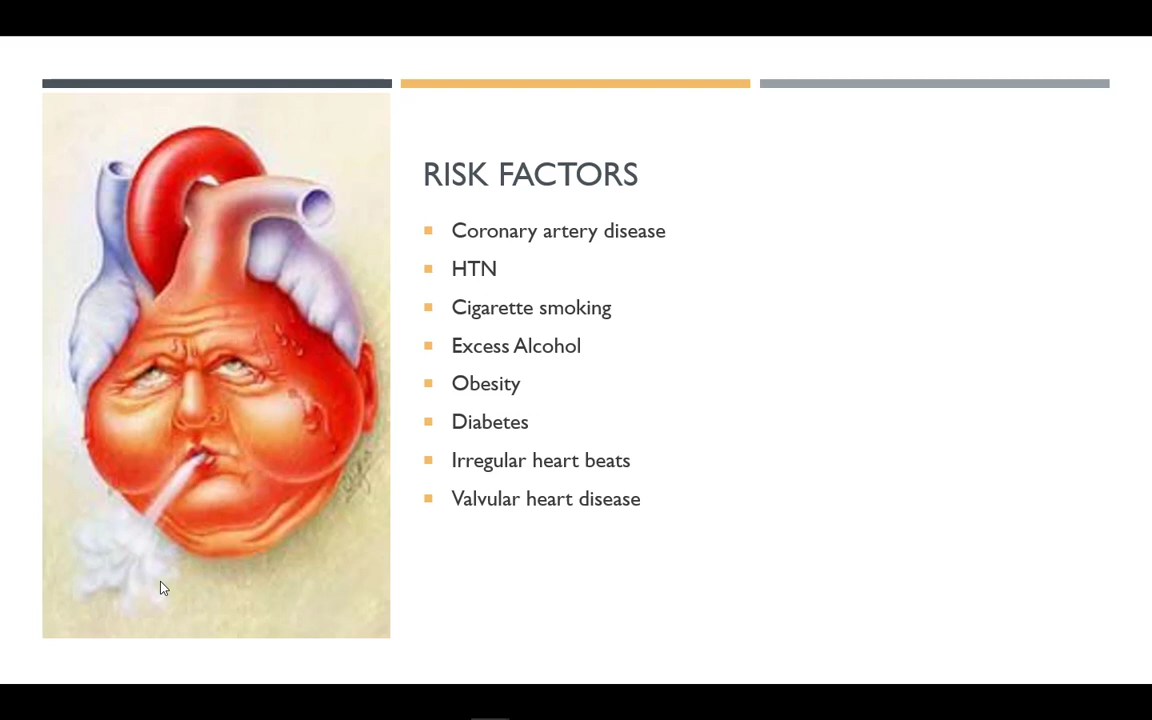 RISK FACTORS
Coronary artery disease
HTN
Cigarette smoking
Excess Alcohol
Obesity
Diabetes
Irregular heart beats
Valvular heart disease